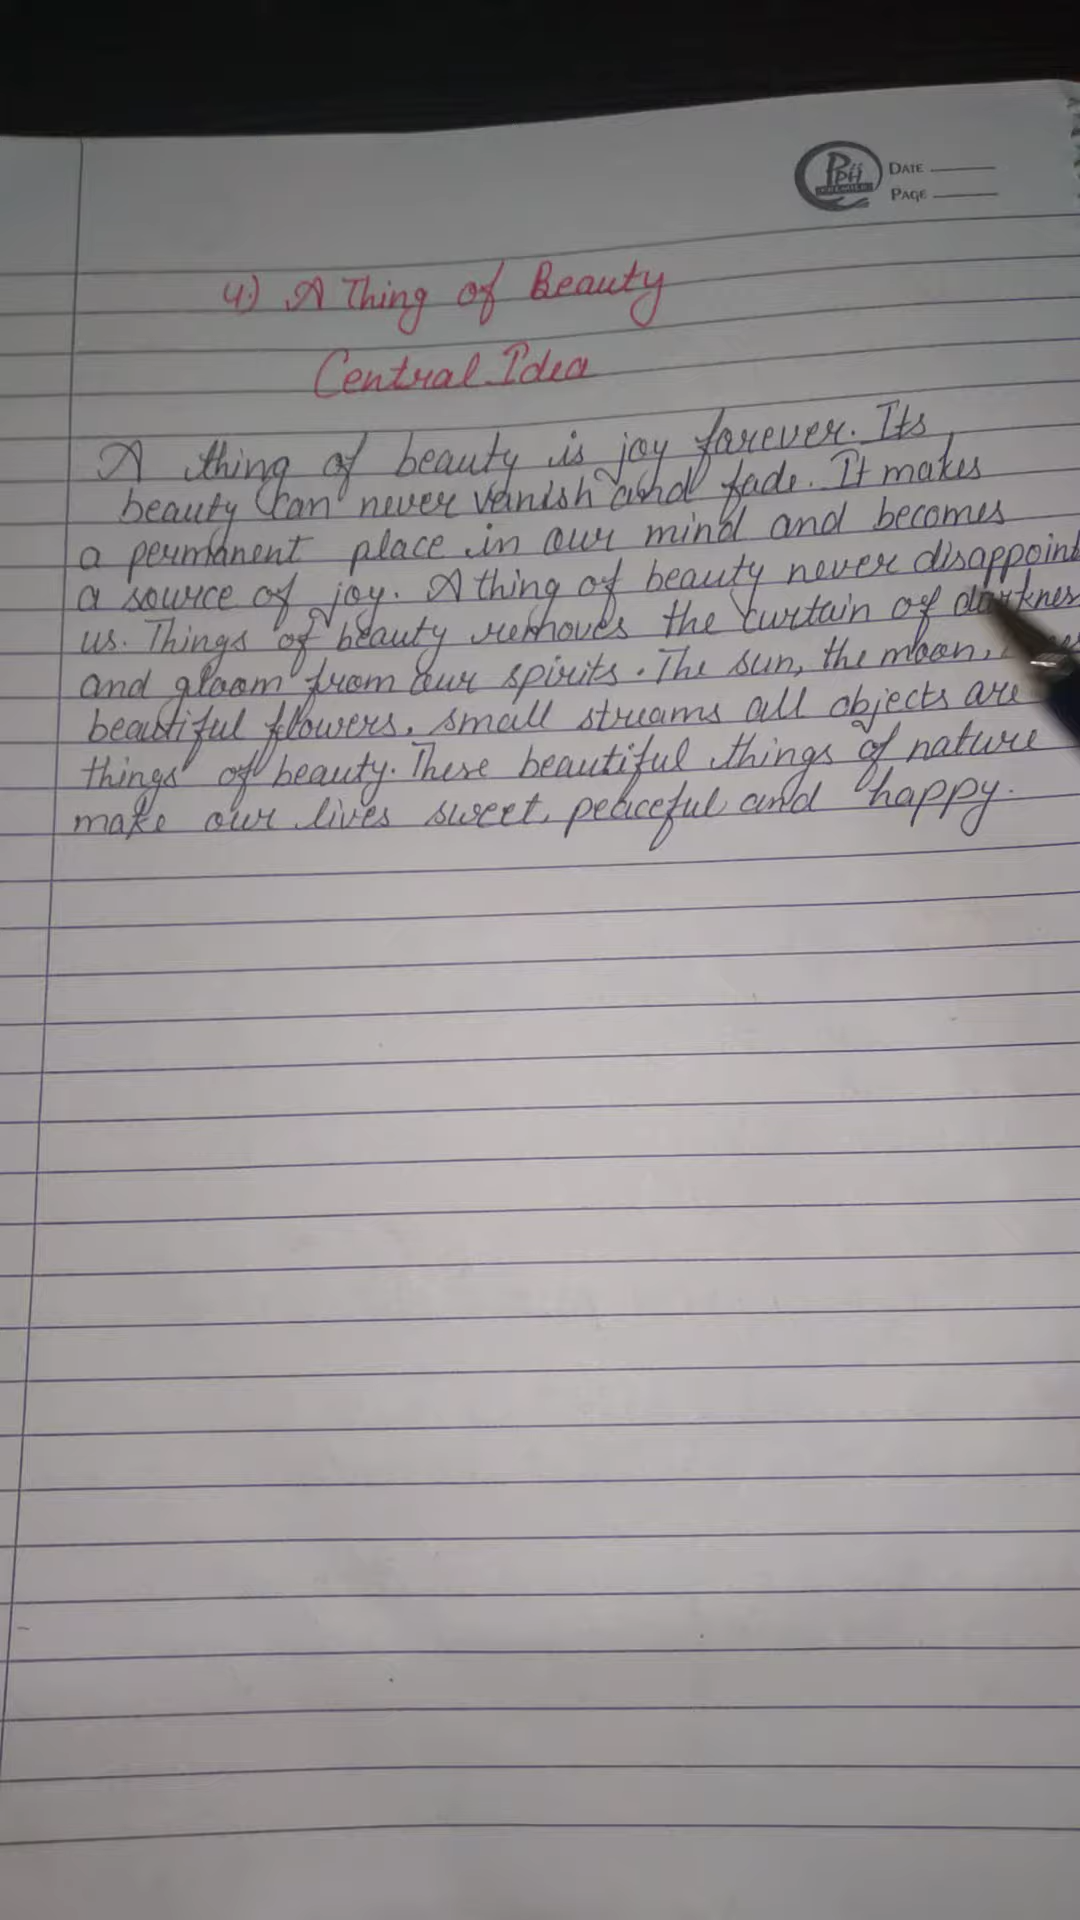 PBH
PREMIER
DATE
PAGE
4.) A Thing of Beauty
Central Idea
A thing of beauty is joy forever. Its
beauty can never vanish and fade. It makes
a permanent place in our mind and becomes
a source of joy. A thing of beauty never disappoint
us. Things of beauty removes the curtain of darknes
and gloom from our spirits. The sun, the moon,
beautiful flowers, small streams all objects are
things of beauty. These beautiful things of nature
make our lives sweet, peaceful and happy.